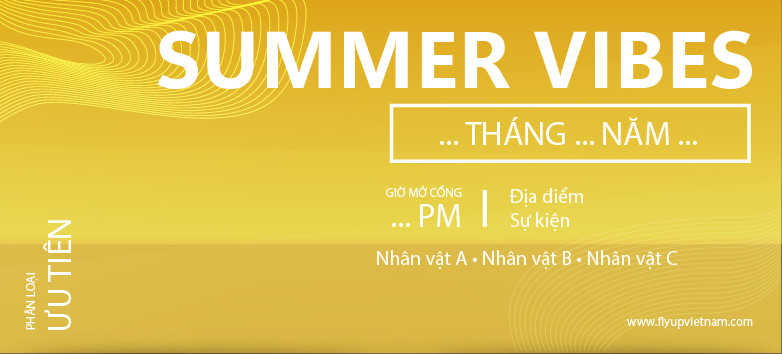 SUMMER VIBES
... THÁNG ... NĂM ...
GIỜ MỞ CỔNG
... PM
Địa điểm
Sự kiện
Nhân vật A • Nhân vật B • Nhân vật C
PHÂN LOẠI
ƯU TIÊN
www.flyupvietnam.com